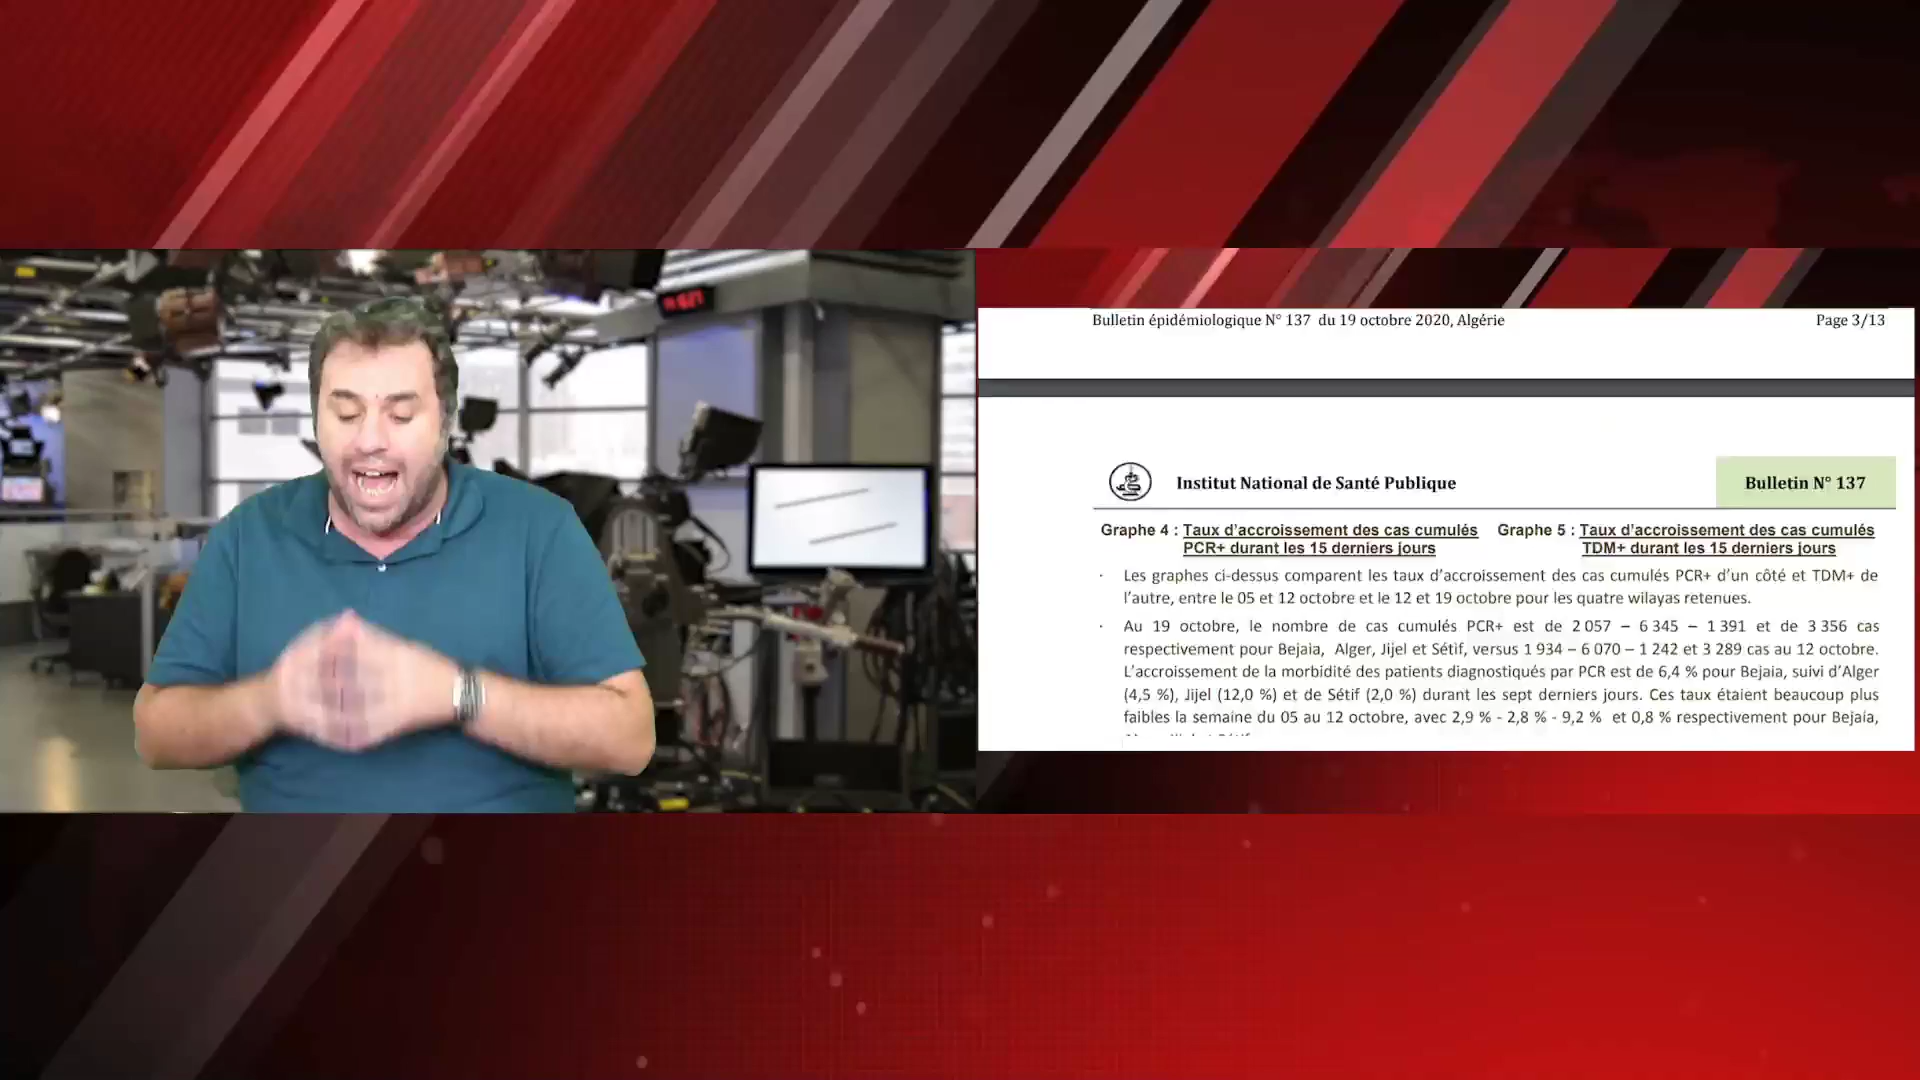 Bulletin épidémiologique N° 137 du 19 octobre 2020, Algérie
Page 3/13
Institut National de Santé Publique
Bulletin N° 137
Graphe 4 : Taux d’accroissement des cas cumulés
PCR+ durant les 15 derniers jours
Graphe 5 : Taux d’accroissement des cas cumulés
TDM+ durant les 15 derniers jours
· Les graphes ci-dessus comparent les taux d’accroissement des cas cumulés PCR+ d’un côté et TDM+ de
l’autre, entre le 05 et 12 octobre et le 12 et 19 octobre pour les quatre wilayas retenues.
· Au 19 octobre, le nombre de cas cumulés PCR+ est de 2 057 – 6 345 – 1 391 et de 3 356 cas
respectivement pour Bejaia, Alger, Jijel et Sétif, versus 1 934 – 6 070 – 1 242 et 3 289 cas au 12 octobre.
L’accroissement de la morbidité des patients diagnostiqués par PCR est de 6,4 % pour Bejaia, suivi d’Alger
(4,5 %), Jijel (12,0 %) et de Sétif (2,0 %) durant les sept derniers jours. Ces taux étaient beaucoup plus
faibles la semaine du 05 au 12 octobre, avec 2,9 % - 2,8 % - 9,2 % et 0,8 % respectivement pour Bejaia,